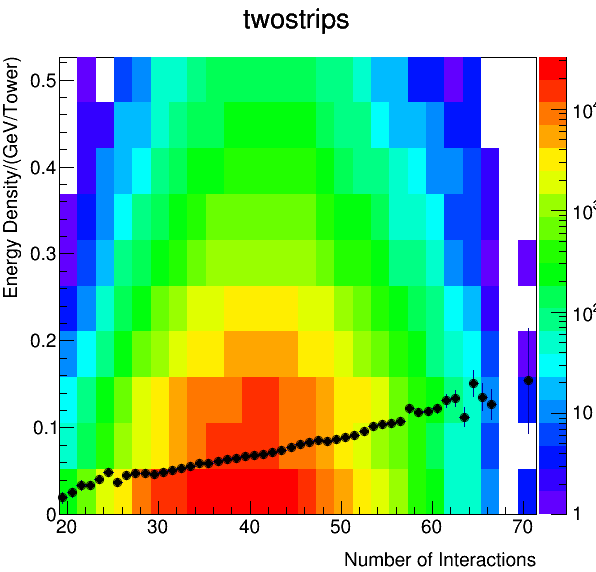 twostrips
Energy Density/(GeV/Tower)
0.5
0.4
0.3
0.2
0.1
0
20 30 40 50 60 70
Number of Interactions
10⁴
10³
10²
10
1